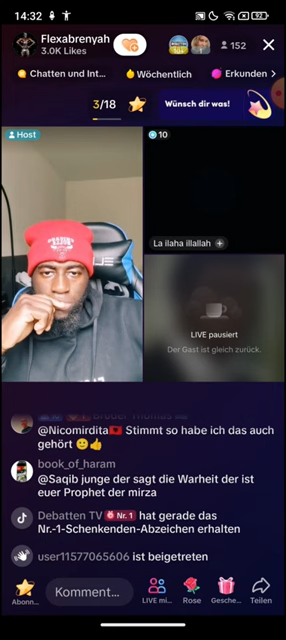 14:32
92
Flexabrenyah
3.0K Likes
152
Chatten und Int...
Wöchentlich
Erkunden
3/18
Wünsch dir was!
Host
10
La ilaha illallah
LIVE pausiert
Der Gast ist gleich zurück.
@Nicomirdita🇦🇱 Stimmt so habe ich das auch
gehört 🙂👍
book_of_haram
@Saqib junge der sagt die Warheit der ist
euer Prophet der mirza
Debatten TV Nr. 1 hat gerade das
Nr.-1-Schenkenden-Abzeichen erhalten
user11577065606 ist beigetreten
Abonn...
Komment...
LIVE mi...
Rose
Gesche...
Teilen